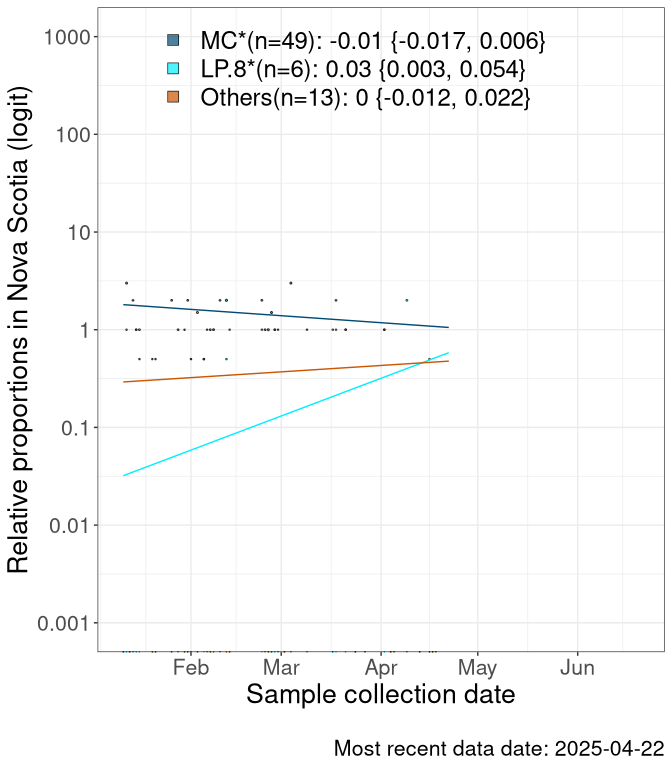 MC*(n=49): -0.01 {-0.017, 0.006}
LP.8*(n=6): 0.03 {0.003, 0.054}
Others(n=13): 0 {-0.012, 0.022}
Relative proportions in Nova Scotia (logit)
1000
100
10
1
0.1
0.01
0.001
Feb Mar Apr May Jun
Sample collection date
Most recent data date: 2025-04-22